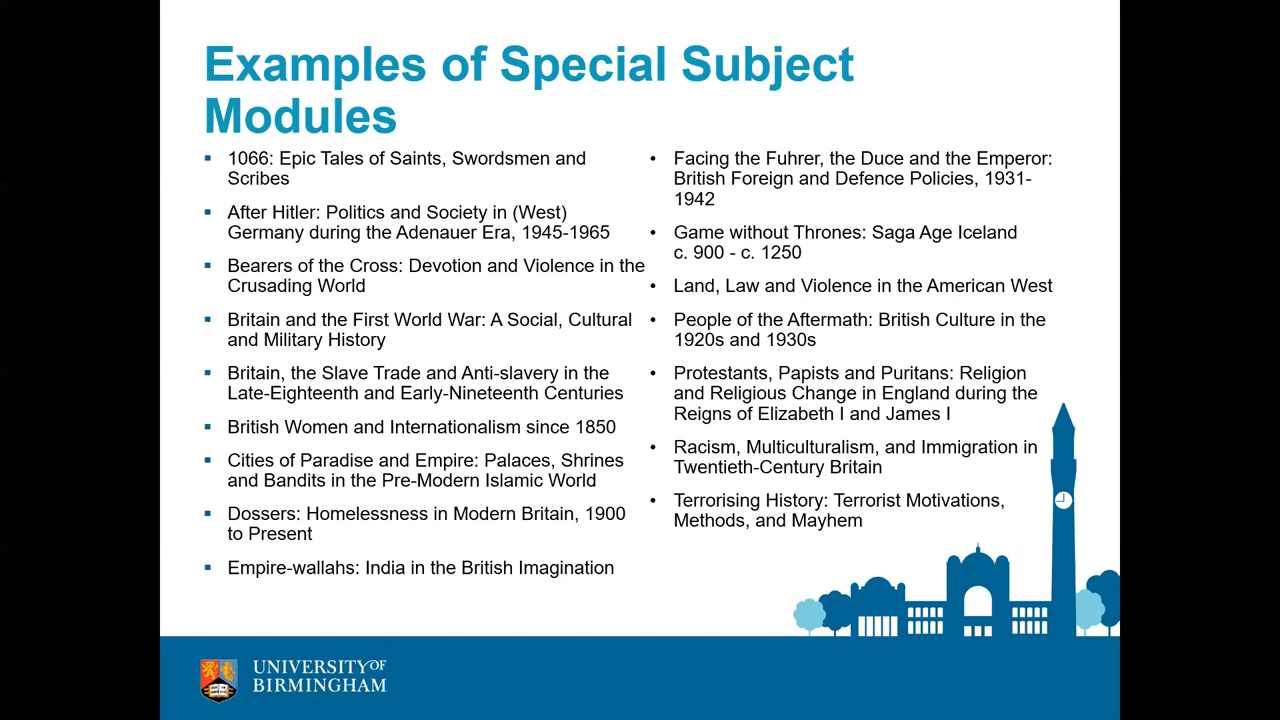 Examples of Special Subject
Modules
1066: Epic Tales of Saints, Swordsmen and
Scribes
After Hitler: Politics and Society in (West)
Germany during the Adenauer Era, 1945-1965
Bearers of the Cross: Devotion and Violence in the
Crusading World
Britain and the First World War: A Social, Cultural
and Military History
Britain, the Slave Trade and Anti-slavery in the
Late-Eighteenth and Early-Nineteenth Centuries
British Women and Internationalism since 1850
Cities of Paradise and Empire: Palaces, Shrines
and Bandits in the Pre-Modern Islamic World
Dossers: Homelessness in Modern Britain, 1900
to Present
Empire-wallahs: India in the British Imagination
Facing the Fuhrer, the Duce and the Emperor:
British Foreign and Defence Policies, 1931-
1942
Game without Thrones: Saga Age Iceland
c. 900 - c. 1250
Land, Law and Violence in the American West
People of the Aftermath: British Culture in the
1920s and 1930s
Protestants, Papists and Puritans: Religion
and Religious Change in England during the
Reigns of Elizabeth I and James I
Racism, Multiculturalism, and Immigration in
Twentieth-Century Britain
Terrorising History: Terrorist Motivations,
Methods, and Mayhem
UNIVERSITY OF
BIRMINGHAM